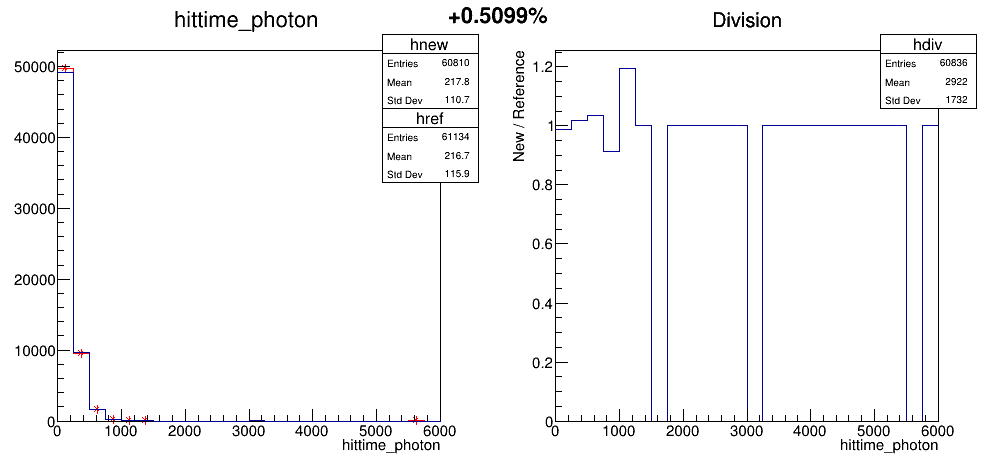 hittime_photon
+0.5099%
Division
hnew
Entries 60810
Mean 217.8
Std Dev 110.7
href
Entries 61134
Mean 216.7
Std Dev 115.9
50000
40000
30000
20000
10000
0
0 1000 2000 3000 4000 5000 6000
hittime_photon
hdiv
Entries 60836
Mean 2922
Std Dev 1732
New / Reference
1.2
1
0.8
0.6
0.4
0.2
0
0 1000 2000 3000 4000 5000 6000
hittime_photon